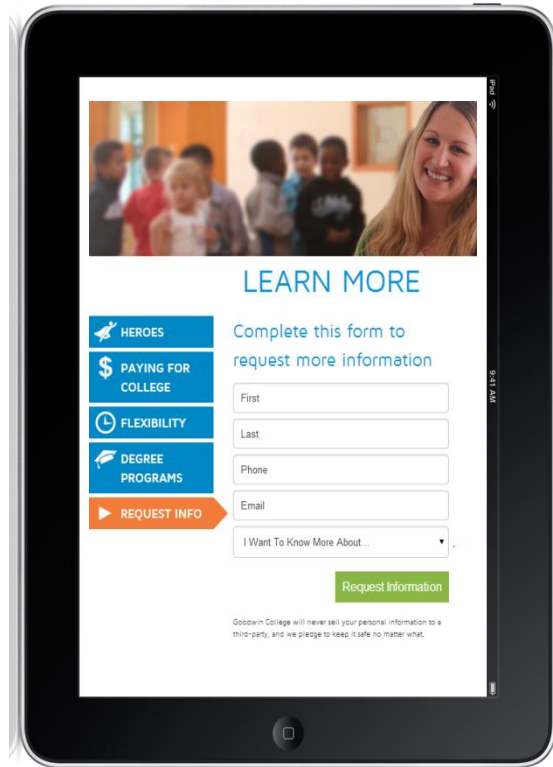 iPad
9:41 AM
LEARN MORE
HEROES
$ PAYING FOR
COLLEGE
FLEXIBILITY
DEGREE
PROGRAMS
REQUEST INFO
Complete this form to
request more information
First
Last
Phone
Email
I Want To Know More About...
Request Information
Goodwin College will never sell your personal information to a
third-party, and we pledge to keep it safe no matter what.